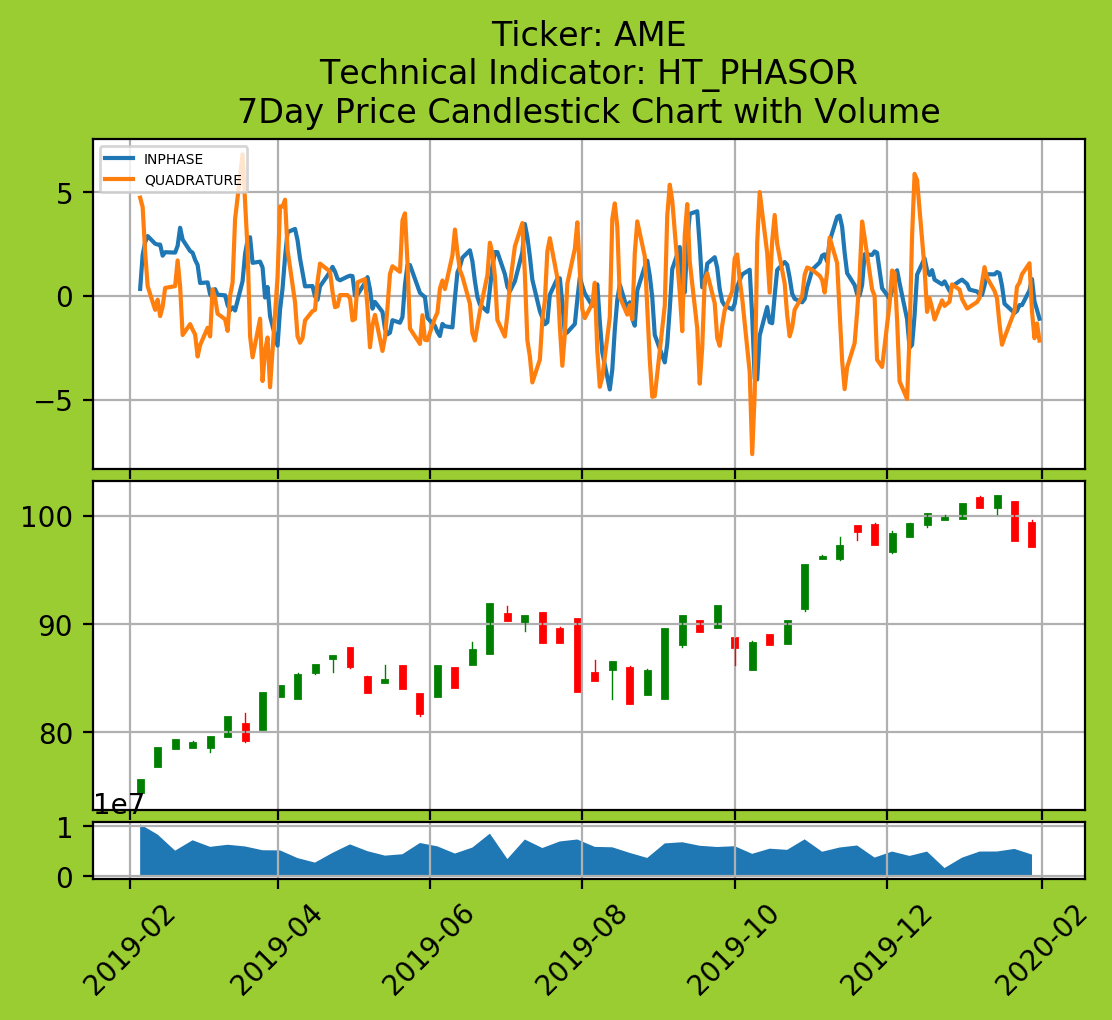 Ticker: AME
Technical Indicator: HT_PHASOR
7Day Price Candlestick Chart with Volume
INPHASE
QUADRATURE
5
0
−5
100
90
80
1e7
1
0
2019-02
2019-04
2019-06
2019-08
2019-10
2019-12
2020-02